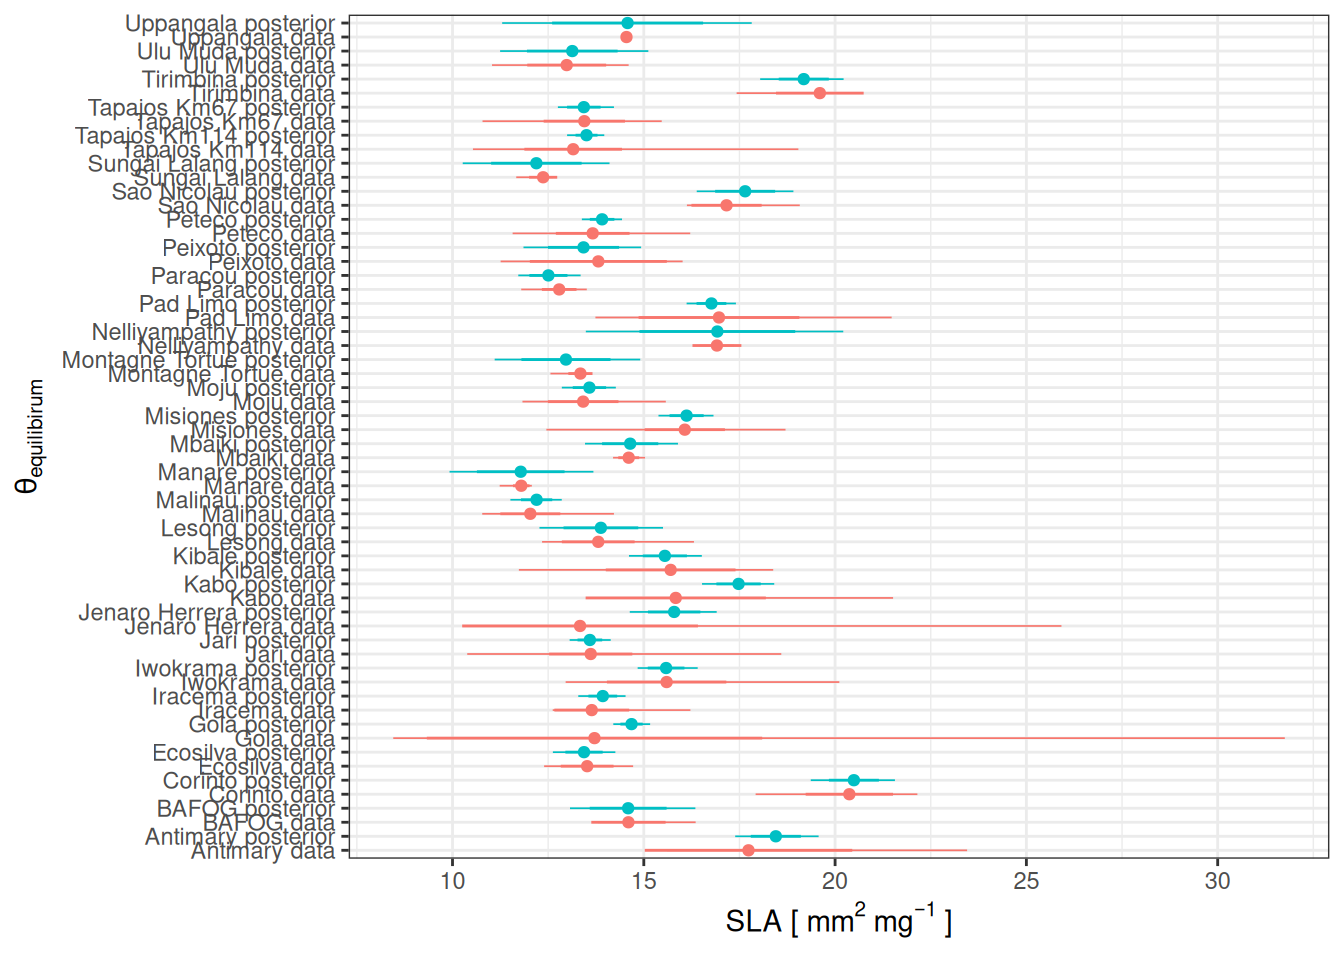 Uppangala posterior
Uppangala data
Ulu Muda posterior
Ulu Muda data
Tirimbina posterior
Tirimbina data
Tapajos Km67 posterior
Tapajos Km67 data
Tapajos Km114 posterior
Tapajos Km114 data
Sungai Lalang posterior
Sungai Lalang data
Sao Nicolau posterior
Sao Nicolau data
Peteco posterior
Peteco data
Peixoto posterior
Peixoto data
Paracou posterior
Paracou data
Pad Limo posterior
Pad Limo data
Nelliyampathy posterior
Nelliyampathy data
Montagne Tortue posterior
Montagne Tortue data
Moju posterior
Moju data
Misiones posterior
Misiones data
Mbaiki posterior
Mbaiki data
Manare posterior
Manare data
Malinau posterior
Malinau data
Lesong posterior
Lesong data
Kibale posterior
Kibale data
Kabo posterior
Kabo data
Jenaro Herrera posterior
Jenaro Herrera data
Jari posterior
Jari data
Iwokrama posterior
Iwokrama data
Iracema posterior
Iracema data
Gola posterior
Gola data
Ecosilva posterior
Ecosilva data
Corinto posterior
Corinto data
BAFOG posterior
BAFOG data
Antimary posterior
Antimary data
θequilibirum
10 15 20 25 30
SLA [ mm² mg⁻¹ ]